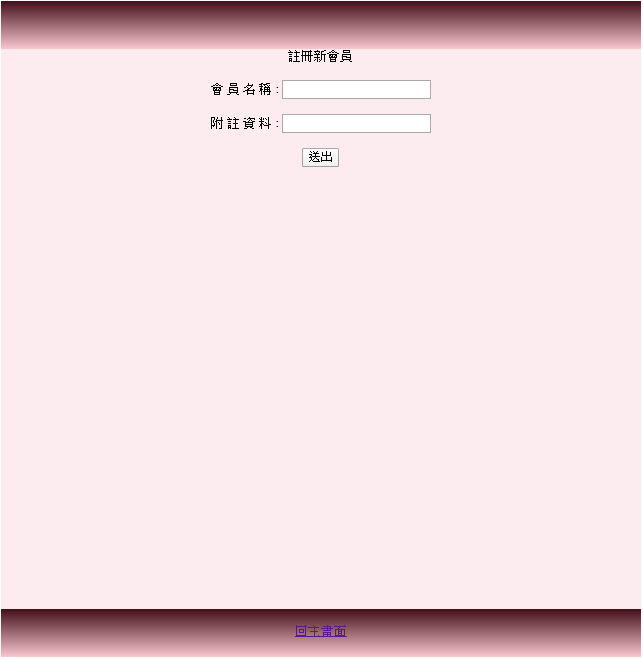 註冊新會員
會 員 名 稱 :
附 註 資 料 :
送出
回主畫面